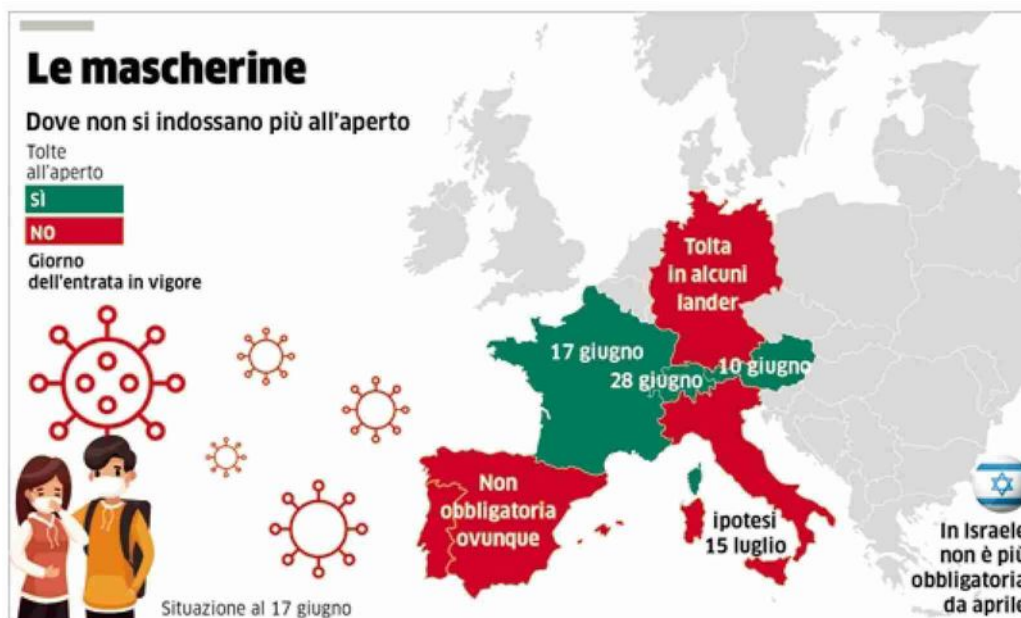 Le mascherine
Dove non si indossano più all'aperto
Tolte
all'aperto
SÌ
NO
Giorno
dell'entrata in vigore
Tolta
in alcuni
lander
17 giugno
28 giugno
10 giugno
Non
obbligatoria
ovunque
ipotesi
15 luglio
In Israele
non è più
obbligatoria
da aprile
Situazione al 17 giugno